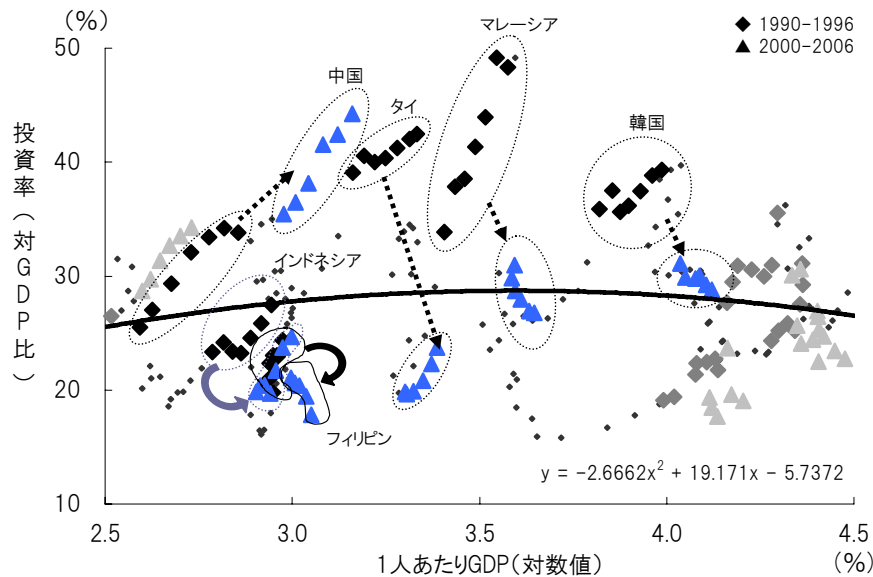 (%)
◆ 1990-1996
▲ 2000-2006
50
中国
タイ
マレーシア
韓国
投資率(対GDP比)
40
30
インドネシア
20
フィリピン
y = -2.6662x² + 19.171x - 5.7372
10
2.5 3.0 3.5 4.0 4.5
1人あたりGDP(対数値)
(%)